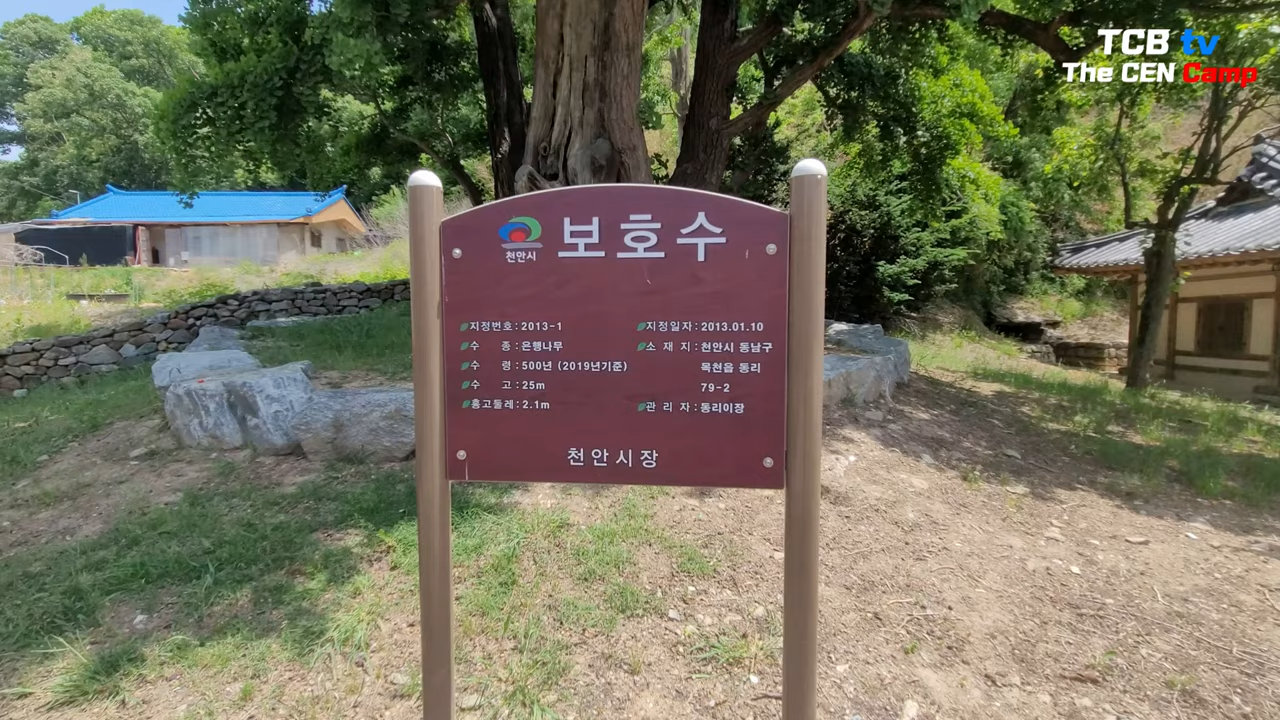 TCB tv
The CEN Camp
천안시
보호수
지정번호 : 2013-1
수 종 : 은행나무
수 령 : 500년 (2019년기준)
수 고 : 25m
흉고둘레 : 2.1m
지정일자 : 2013.01.10
소 재 지 : 천안시 동남구
목천읍 동리
79-2
관 리 자 : 동리이장
천안시장